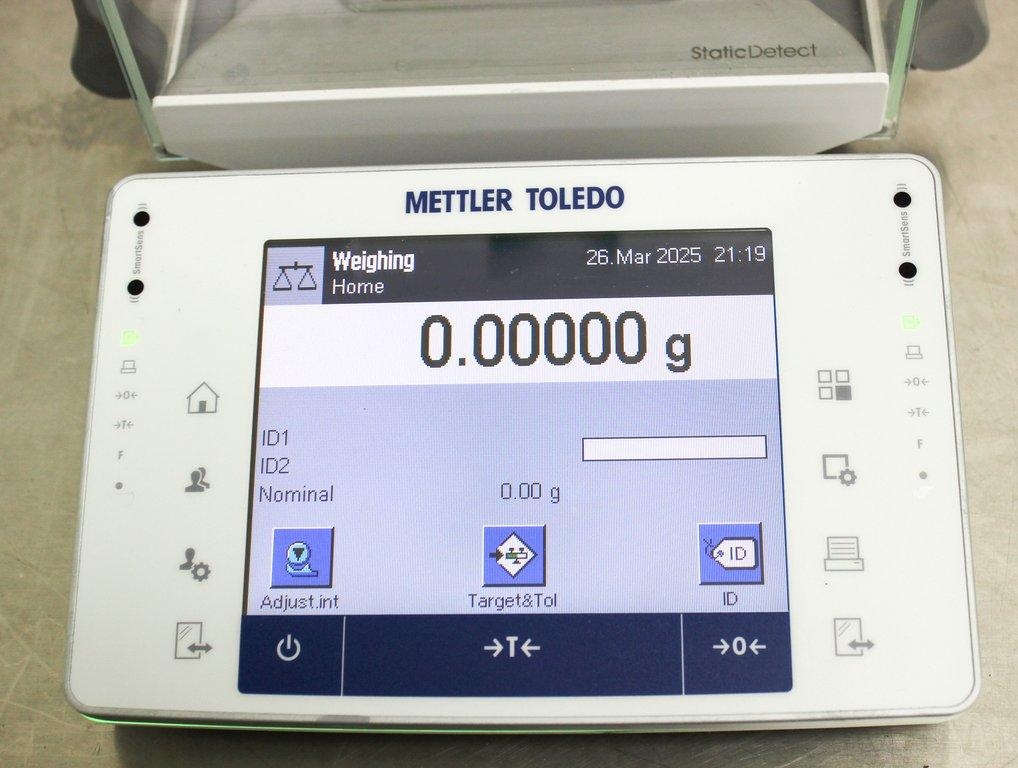 StaticDetect
METTLER TOLEDO
SmartSens
SmartSens
Weighing
26.Mar 2025 21:19
Home
0.00000 g
→0←
→0←
→T←
→T←
F
F
ID1
ID2
Nominal 0.00 g
ID
Adjust.int Target&Tol ID
→T← →0←